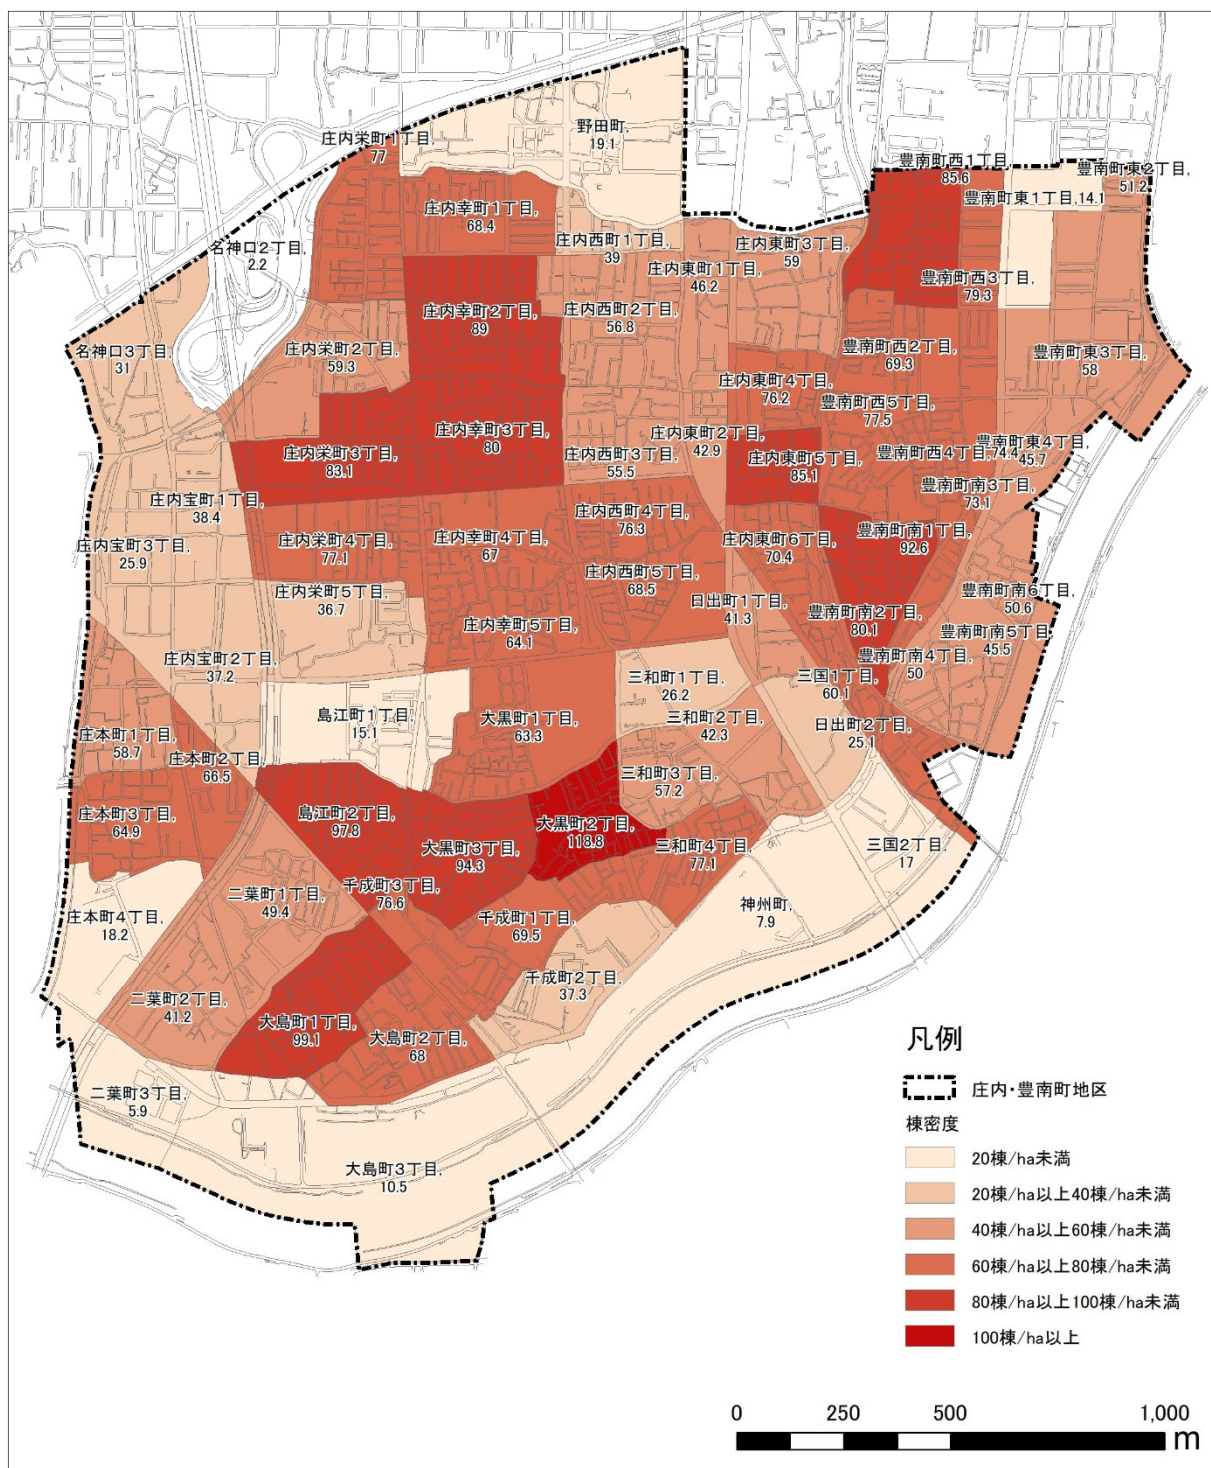 野田町,
19.1
庄内栄町1丁目,
77
庄内幸町1丁目,
68.4
豊南町西1丁目,
85.6
豊南町東2丁目,
51.2
豊南町東1丁目,14.1
名神口2丁目,
2.2
庄内西町1丁目,
39
庄内東町3丁目,
59
庄内東町1丁目,
46.2
豊南町西3丁目,
79.3
庄内幸町2丁目,
89
庄内西町2丁目,
56.8
名神口3丁目,
31
庄内栄町2丁目,
59.3
豊南町西2丁目,
69.3
豊南町東3丁目,
58
庄内東町4丁目,
76.2
豊南町西5丁目,
77.5
庄内栄町3丁目,
83.1
庄内幸町3丁目,
80
庄内西町3丁目,
55.5
庄内東町2丁目,
42.9
庄内東町5丁目,
85.1
豊南町西4丁目,74.4
豊南町東4丁目,
45.7
豊南町南3丁目,
73.1
庄内宝町1丁目,
38.4
庄内宝町3丁目,
25.9
庄内栄町4丁目,
77.1
庄内幸町4丁目,
67
庄内西町4丁目,
76.3
庄内東町6丁目,
70.4
豊南町南1丁目,
92.6
庄内栄町5丁目,
36.7
庄内西町5丁目,
68.5
日出町1丁目,
41.3
豊南町南6丁目,
50.6
豊南町南2丁目,
80.1
豊南町南5丁目,
45.5
庄内幸町5丁目,
64.1
豊南町南4丁目,
50
庄内宝町2丁目,
37.2
三和町1丁目,
26.2
三国1丁目,
60.1
島江町1丁目,
15.1
大黒町1丁目,
63.3
三和町2丁目,
42.3
日出町2丁目,
25.1
庄本町1丁目,
58.7
庄本町2丁目,
66.5
三和町3丁目,
57.2
庄本町3丁目,
64.9
島江町2丁目,
97.8
大黒町2丁目,
118.8
大黒町3丁目,
94.3
三和町4丁目,
77.1
三国2丁目,
17
千成町3丁目,
76.6
二葉町1丁目,
49.4
神州町,
7.9
庄本町4丁目,
18.2
千成町1丁目,
69.5
千成町2丁目,
37.3
二葉町2丁目,
41.2
大島町1丁目,
99.1
大島町2丁目,
68
二葉町3丁目,
5.9
大島町3丁目,
10.5
凡例
庄内・豊南町地区
棟密度
20棟/ha未満
20棟/ha以上40棟/ha未満
40棟/ha以上60棟/ha未満
60棟/ha以上80棟/ha未満
80棟/ha以上100棟/ha未満
100棟/ha以上
0 250 500 1,000
m